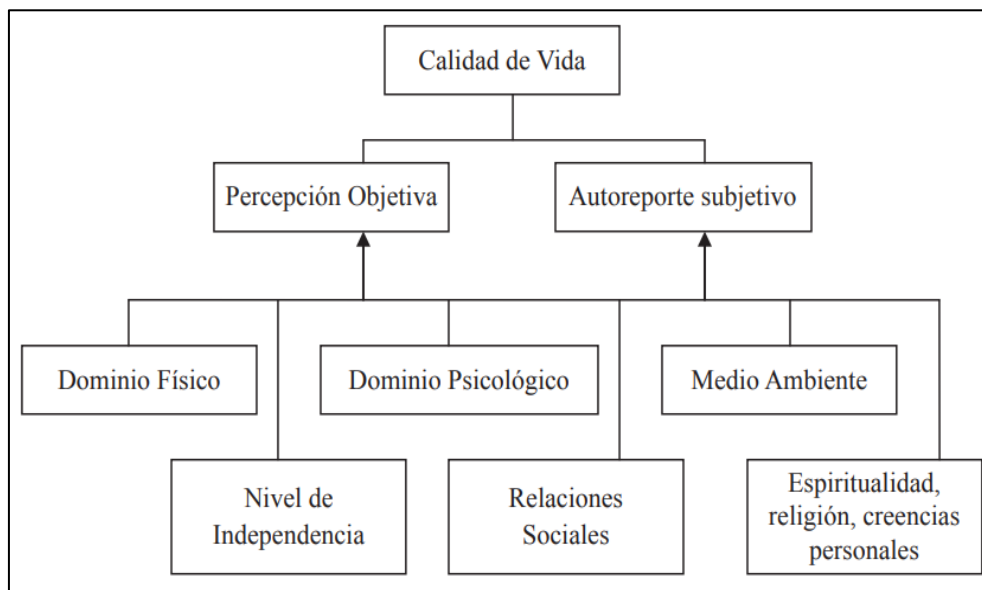 Calidad de Vida
Percepción Objetiva
Autoreporte subjetivo
Dominio Físico
Dominio Psicológico
Medio Ambiente
Nivel de
Independencia
Relaciones
Sociales
Espiritualidad,
religión, creencias
personales